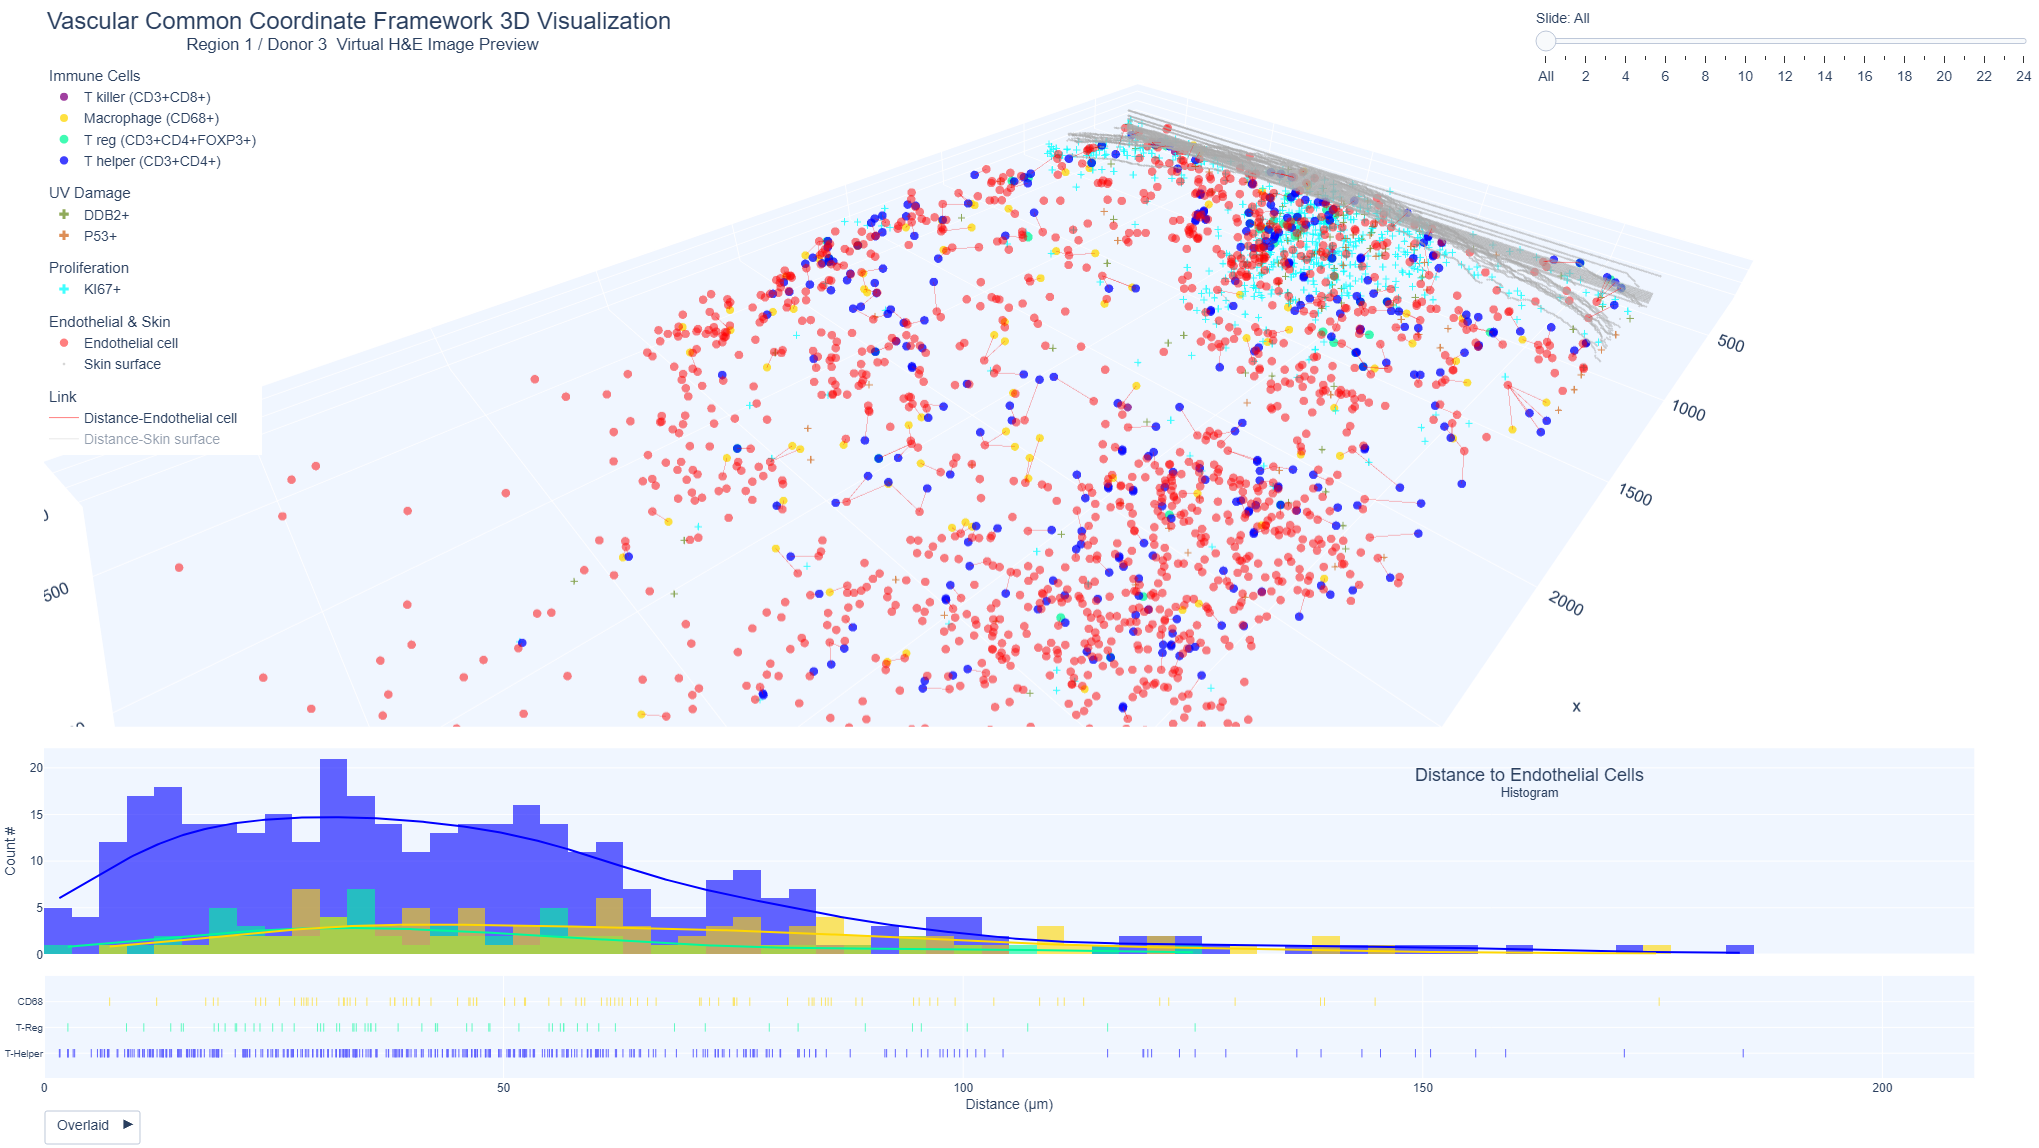 Vascular Common Coordinate Framework 3D Visualization
Region 1 / Donor 3 Virtual H&E Image Preview
Slide: All
All 2 4 6 8 10 12 14 16 18 20 22 24
Immune Cells
T killer (CD3+CD8+)
Macrophage (CD68+)
T reg (CD3+CD4+FOXP3+)
T helper (CD3+CD4+)
UV Damage
DDB2+
P53+
Proliferation
KI67+
Endothelial & Skin
Endothelial cell
Skin surface
Link
Distance-Endothelial cell
Distance-Skin surface
500
1000
1500
2000
x
0
500
Distance to Endothelial Cells
Histogram
Count #
20
15
10
5
0
CD68
T-Reg
T-Helper
0 50 100 150 200
Distance (μm)
Overlaid ►